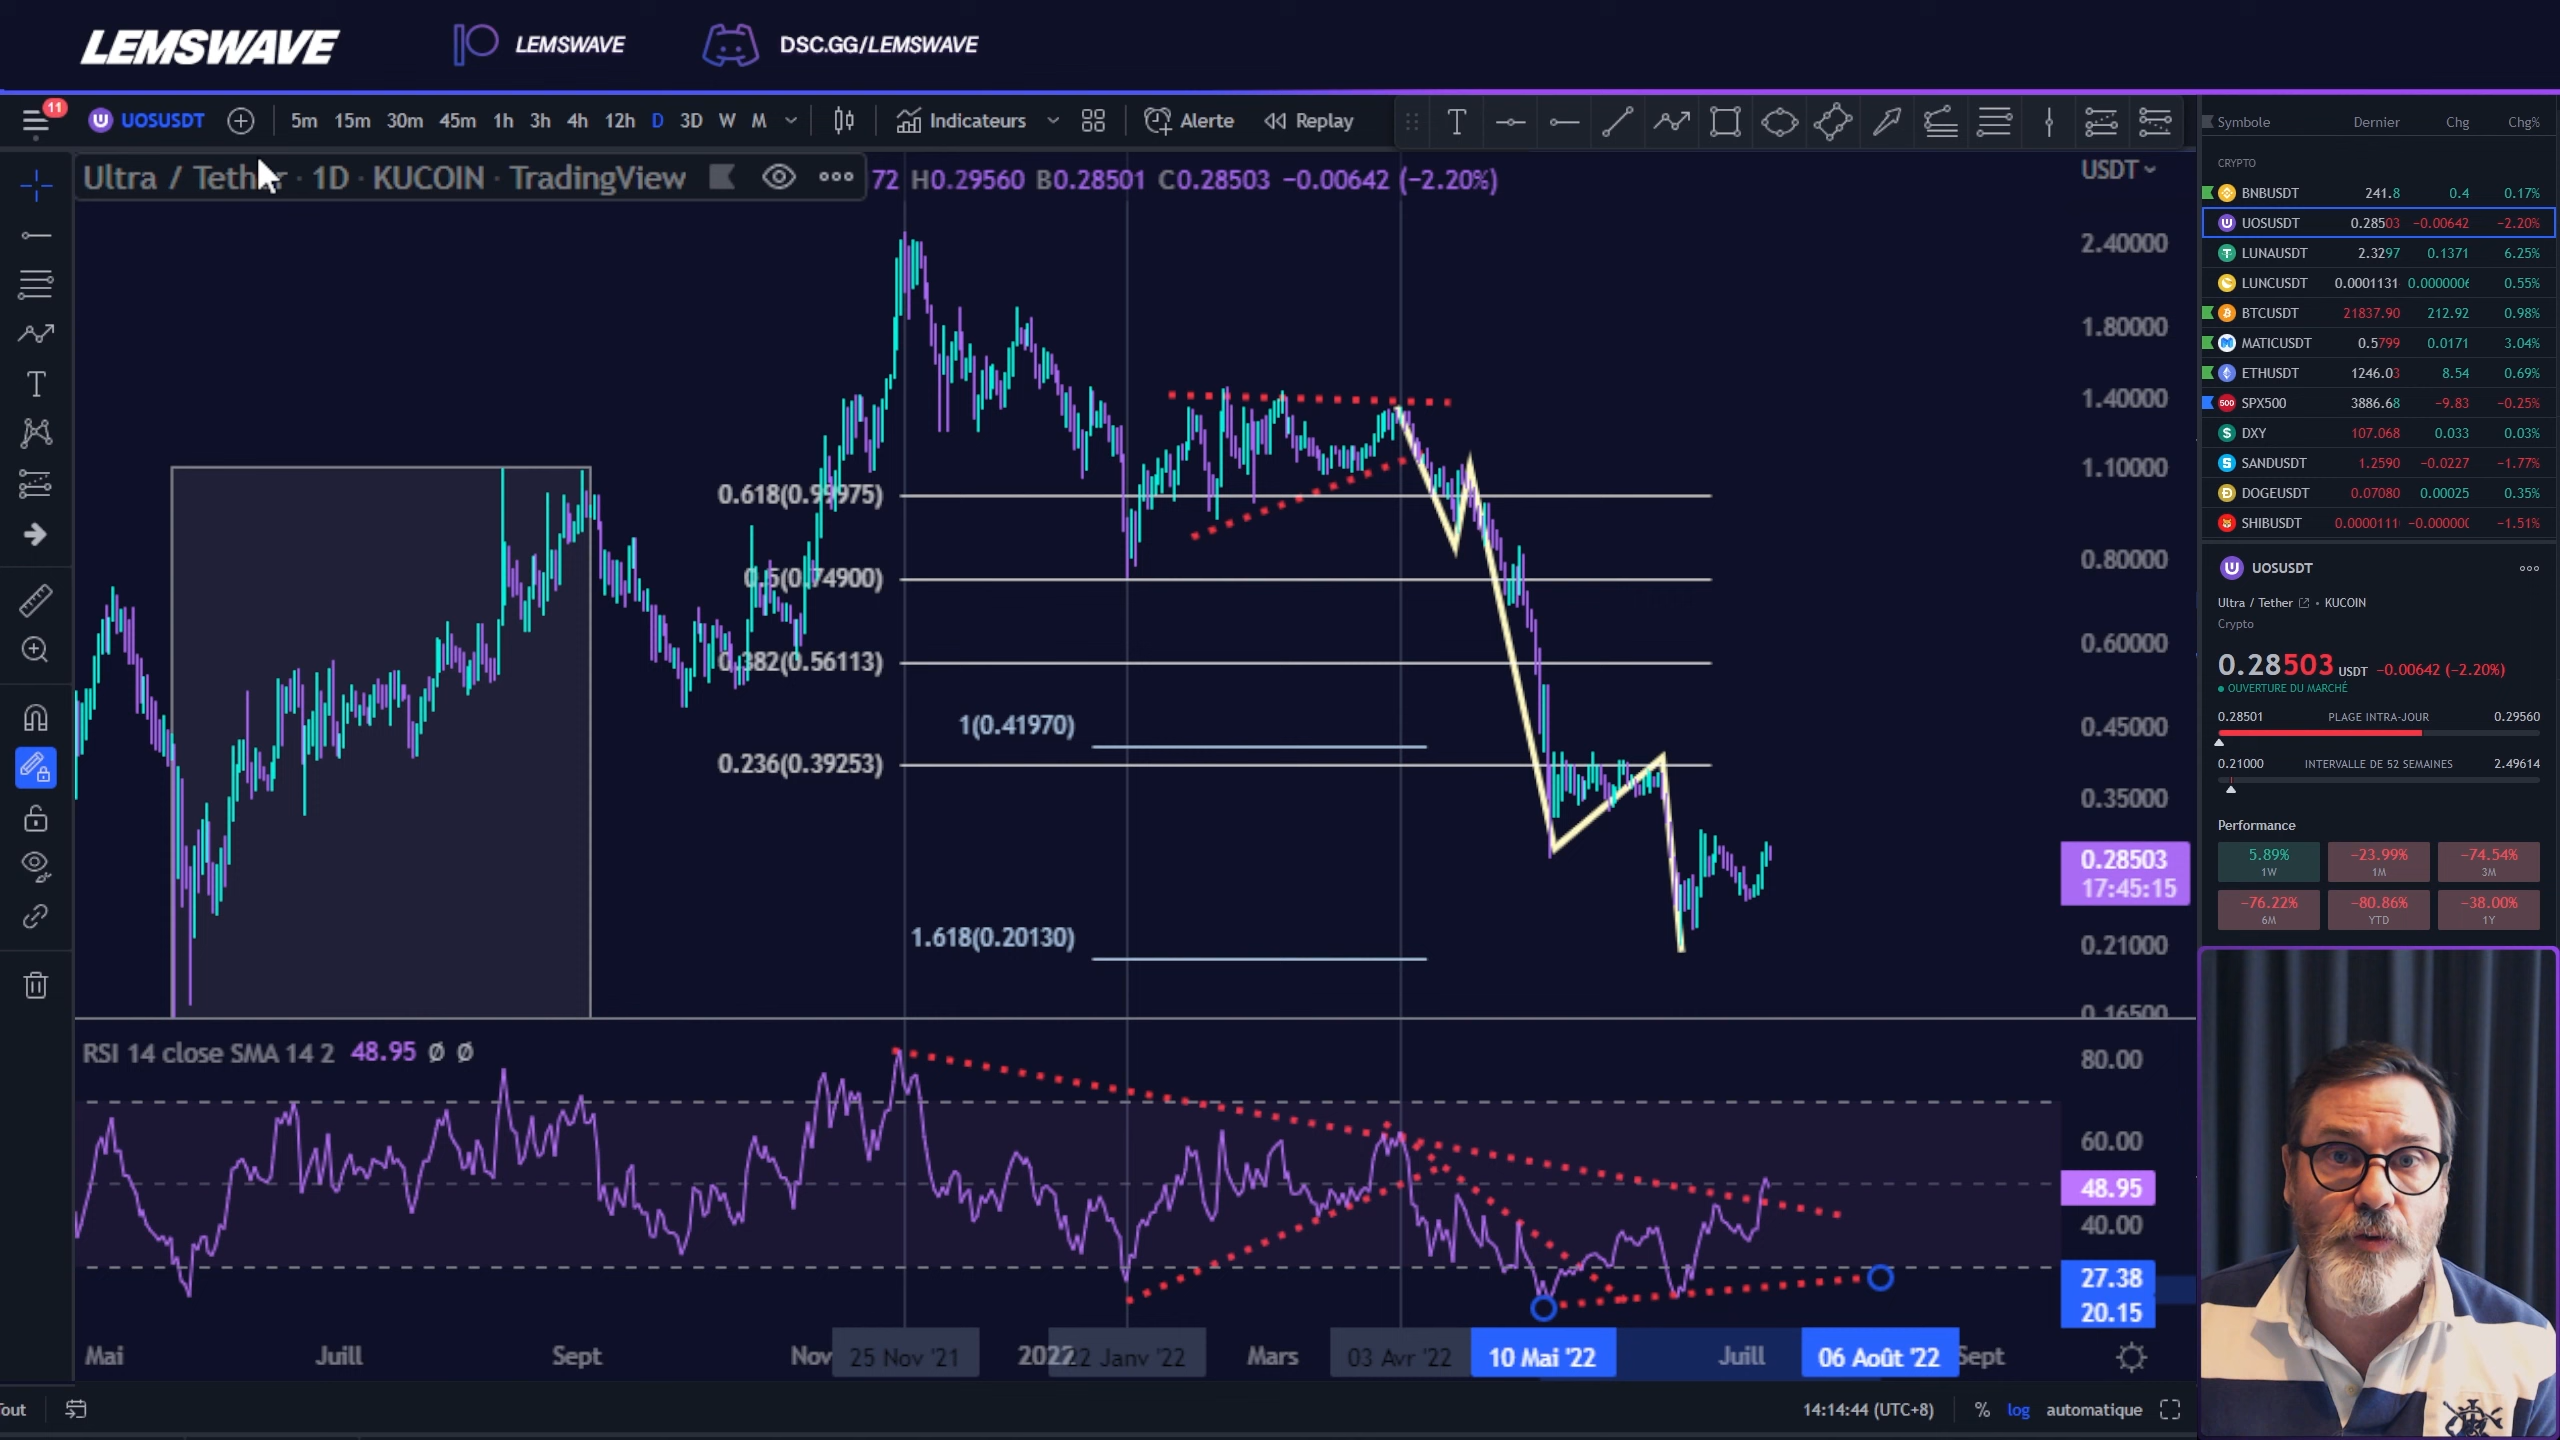 LEMSWAVE LEMSWAVE DSC.GG/LEMSWAVE
11 UOSUSDT 5m 15m 30m 45m 1h 3h 4h 12h D 3D W M Indicateurs Alerte Replay
Ultra / Tether · 1D · KUCOIN · TradingView 72 H0.29560 B0.28501 C0.28503 −0.00642 (−2.20%)
USDT
2.40000
1.80000
1.40000
1.10000
0.80000
0.60000
0.45000
0.35000
0.28503
17:45:15
0.21000
0.16500
0.618(0.99975)
0.5(0.74900)
0.382(0.56113)
1(0.41970)
0.236(0.39253)
1.618(0.20130)
RSI 14 close SMA 14 2 48.95 Ø Ø
80.00
60.00
48.95
40.00
27.38
20.15
Mai Juill Sept Nov 25 Nov '21 2022 22 Janv '22 Mars 03 Avr '22 10 Mai '22 Juill 06 Août '22 Sept
14:14:44 (UTC+8) % log automatique
Symbole Dernier Chg Chg%
CRYPTO
BNBUSDT 241.8 0.4 0.17%
UOSUSDT 0.28503 −0.00642 −2.20%
LUNAUSDT 2.3297 0.1371 6.25%
LUNCUSDT 0.0001131 0.55%
BTCUSDT 21837.90 212.92 0.98%
MATICUSDT 0.5799 0.0171 3.04%
ETHUSDT 1246.03 8.54 0.69%
500 SPX500 3886.68 −9.83 −0.25%
DXY 107.068 0.033 0.03%
SANDUSDT 1.2590 −0.0227 −1.77%
DOGEUSDT 0.07080 0.00025 0.35%
SHIBUSDT 0.0000111 −1.51%
UOSUSDT
Ultra / Tether • KUCOIN
Crypto
0.28503 USDT −0.00642 (−2.20%)
OUVERTURE DU MARCHÉ
0.28501 PLAGE INTRA-JOUR 0.29560
0.21000 INTERVALLE DE 52 SEMAINES 2.49614
Performance
5.89% −23.99% −74.54%
1W 1M 3M
−76.22% −80.86% −38.00%
6M YTD 1Y